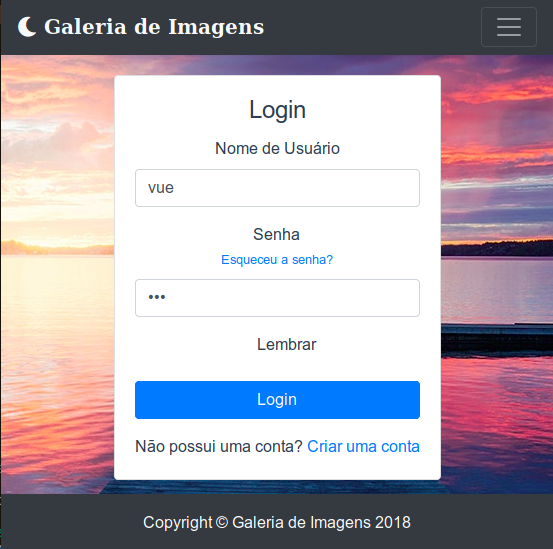 Galeria de Imagens
Login
Nome de Usuário
vue
Senha
Esqueceu a senha?
•••
Lembrar
Login
Não possui uma conta? Criar uma conta
Copyright © Galeria de Imagens 2018